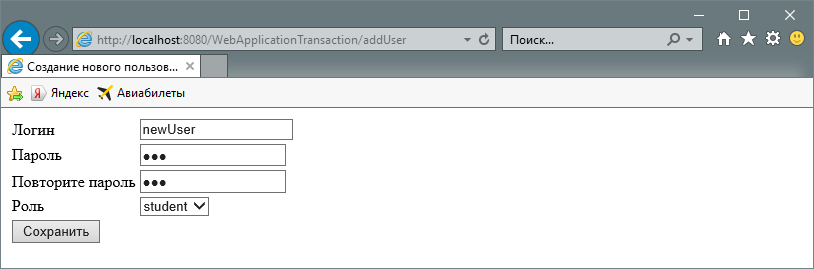 http://localhost:8080/WebApplicationTransaction/addUser
Поиск...
Создание нового пользов...
Яндекс
Авиабилеты
Логин
newUser
Пароль
●●●
Повторите пароль
●●●
Роль
student
Сохранить